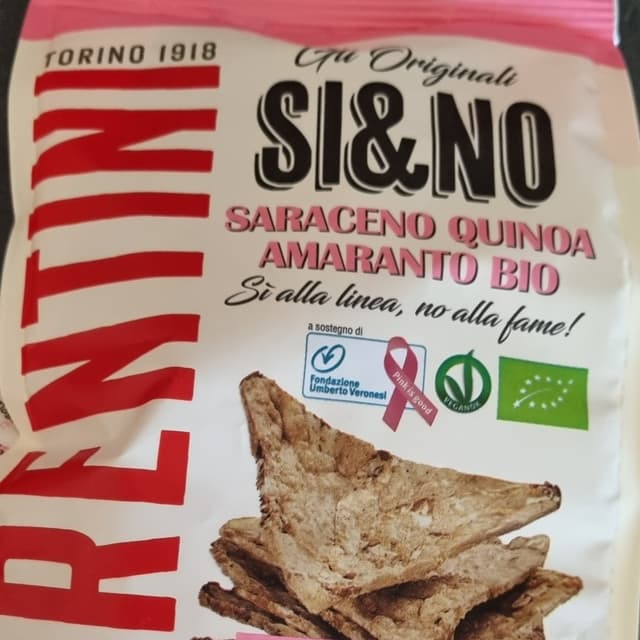 TORINO 1918
RENTINI
Gli Originali
SI&NO
SARACENO QUINOA
AMARANTO BIO
Sì alla linea, no alla fame!
a sostegno di
Fondazione
Umberto Veronesi
Pink is good